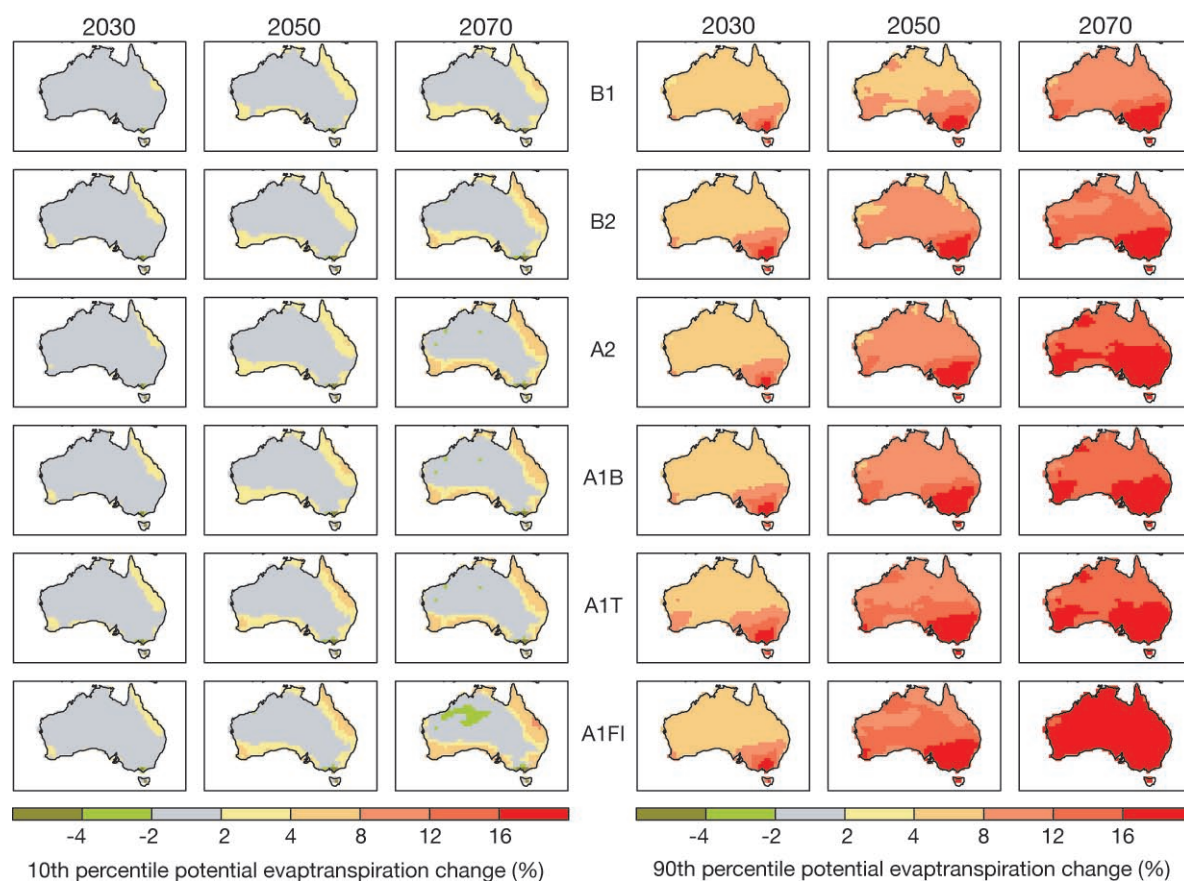 2030 2050 2070 2030 2050 2070
B1
B2
A2
A1B
A1T
A1FI
-4 -2 2 4 8 12 16 -4 -2 2 4 8 12 16
10th percentile potential evaptranspiration change (%) 90th percentile potential evaptranspiration change (%)